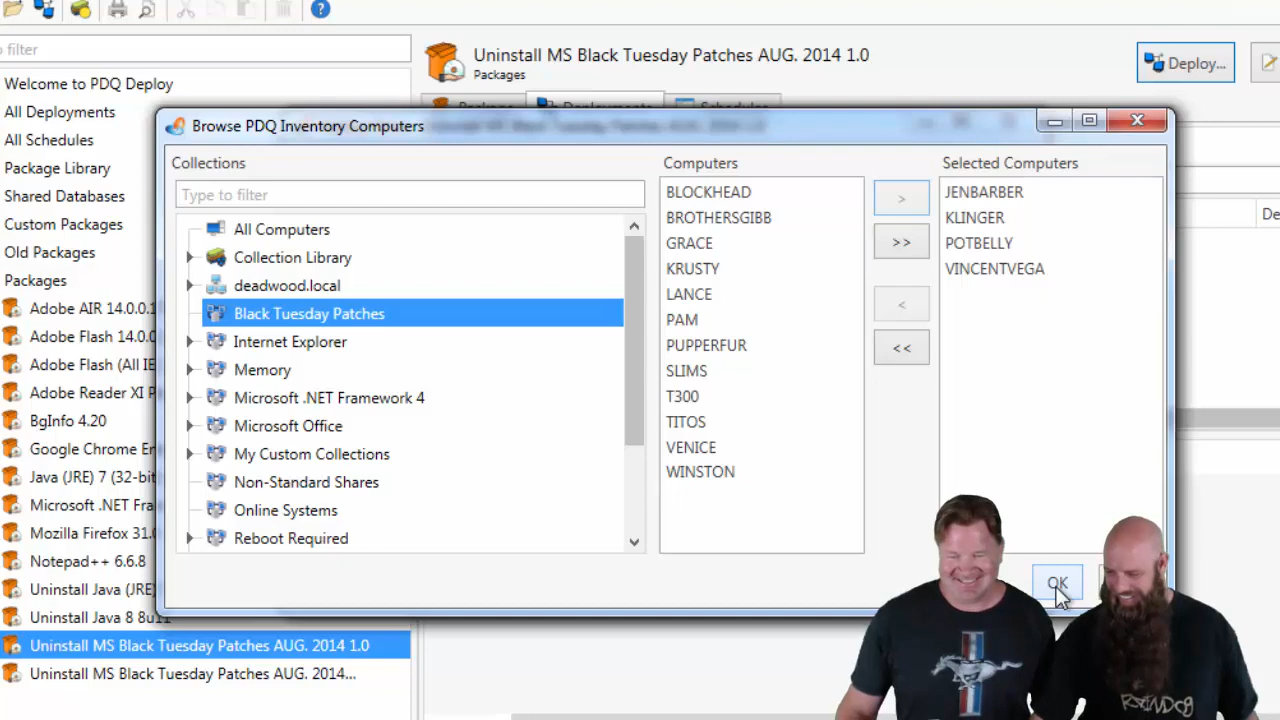 filter
Uninstall MS Black Tuesday Patches AUG. 2014 1.0
Packages
Deploy...
Welcome to PDQ Deploy
All Deployments
All Schedules
Package Library
Shared Databases
Custom Packages
Old Packages
Packages
Adobe AIR 14.0.0.1
Adobe Flash 14.0.0
Adobe Flash (All IE
Adobe Reader XI P
BgInfo 4.20
Google Chrome En
Java (JRE) 7 (32-bit
Microsoft .NET Fra
Mozilla Firefox 31.0
Notepad++ 6.6.8
Uninstall Java (JRE)
Uninstall Java 8 8u11
Uninstall MS Black Tuesday Patches AUG. 2014 1.0
Uninstall MS Black Tuesday Patches AUG. 2014...
Package
Deployments
Schedules
Browse PDQ Inventory Computers
Collections
Type to filter
All Computers
Collection Library
deadwood.local
Black Tuesday Patches
Internet Explorer
Memory
Microsoft .NET Framework 4
Microsoft Office
My Custom Collections
Non-Standard Shares
Online Systems
Reboot Required
Computers
BLOCKHEAD
BROTHERSGIBB
GRACE
KRUSTY
LANCE
PAM
PUPPERFUR
SLIMS
T300
TITOS
VENICE
WINSTON
>
>>
<
<<
Selected Computers
JENBARBER
KLINGER
POTBELLY
VINCENTVEGA
OK
De